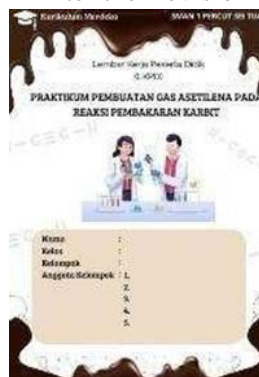 Kurikulum Merdeka
SMAN 1 PERCUT SEI TUAN
Lembar Kerja Peserta Didik
(LKPD)
PRAKTIKUM PEMBUATAN GAS ASETILENA PADA
REAKSI PEMBAKARAN KARBIT
Nama :
Kelas :
Kelompok :
Anggota Kelompok : 1.
2.
3.
4.
5.